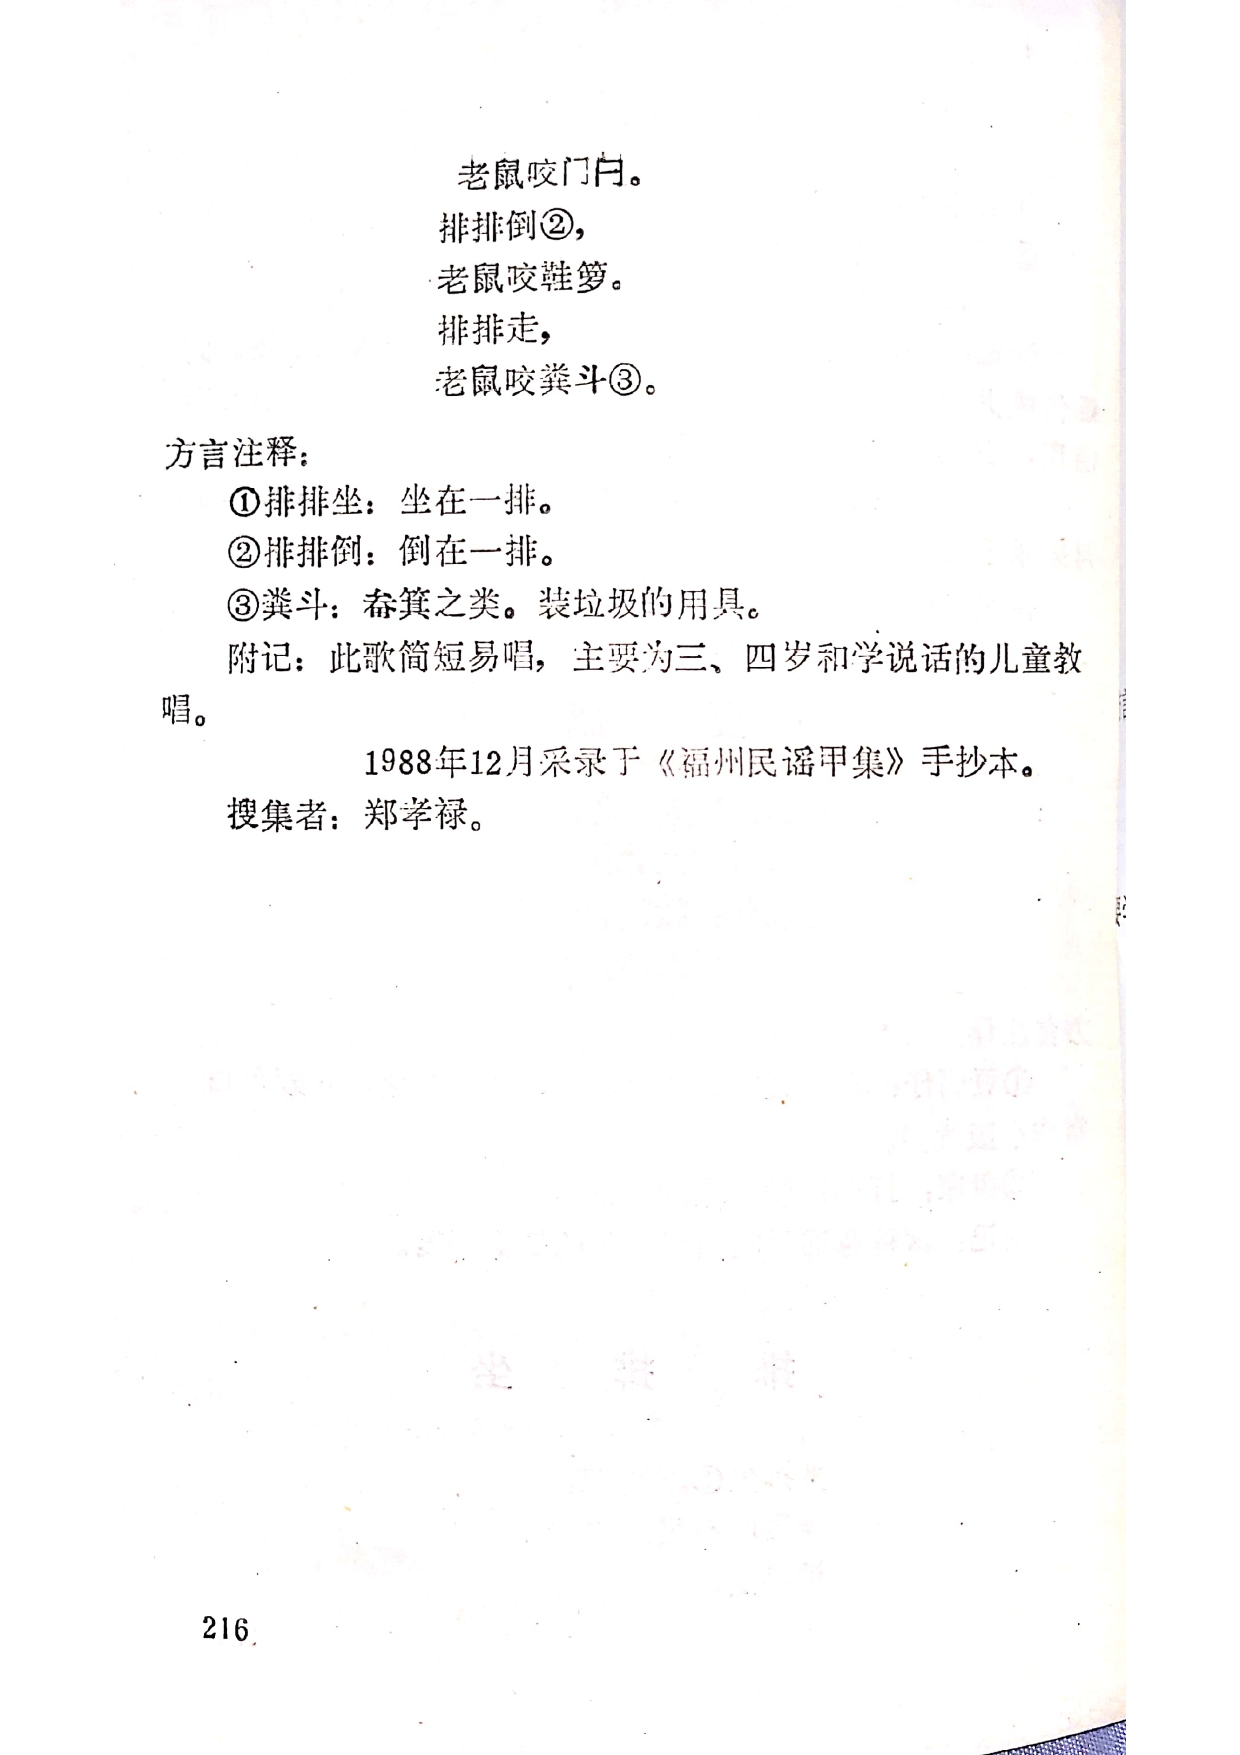 老鼠咬门闩。
排排倒②，
老鼠咬鞋箩。
排排走，
老鼠咬粪斗③。
方言注释：
①排排坐：坐在一排。
②排排倒：倒在一排。
③粪斗：畚箕之类。装垃圾的用具。
附记：此歌简短易唱，主要为三、四岁和学说话的儿童教
唱。
1988年12月采录于《福州民谣甲集》手抄本。
搜集者：郑孝禄。
216